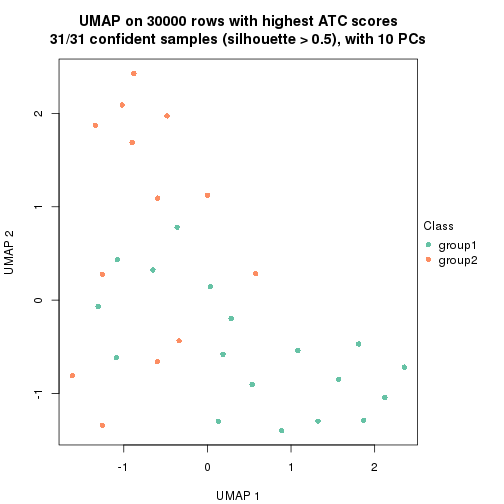 UMAP on 30000 rows with highest ATC scores
31/31 confident samples (silhouette > 0.5), with 10 PCs
2
1
0
-1
UMAP 2
-1
0
1
2
UMAP 1
Class
group1
group2